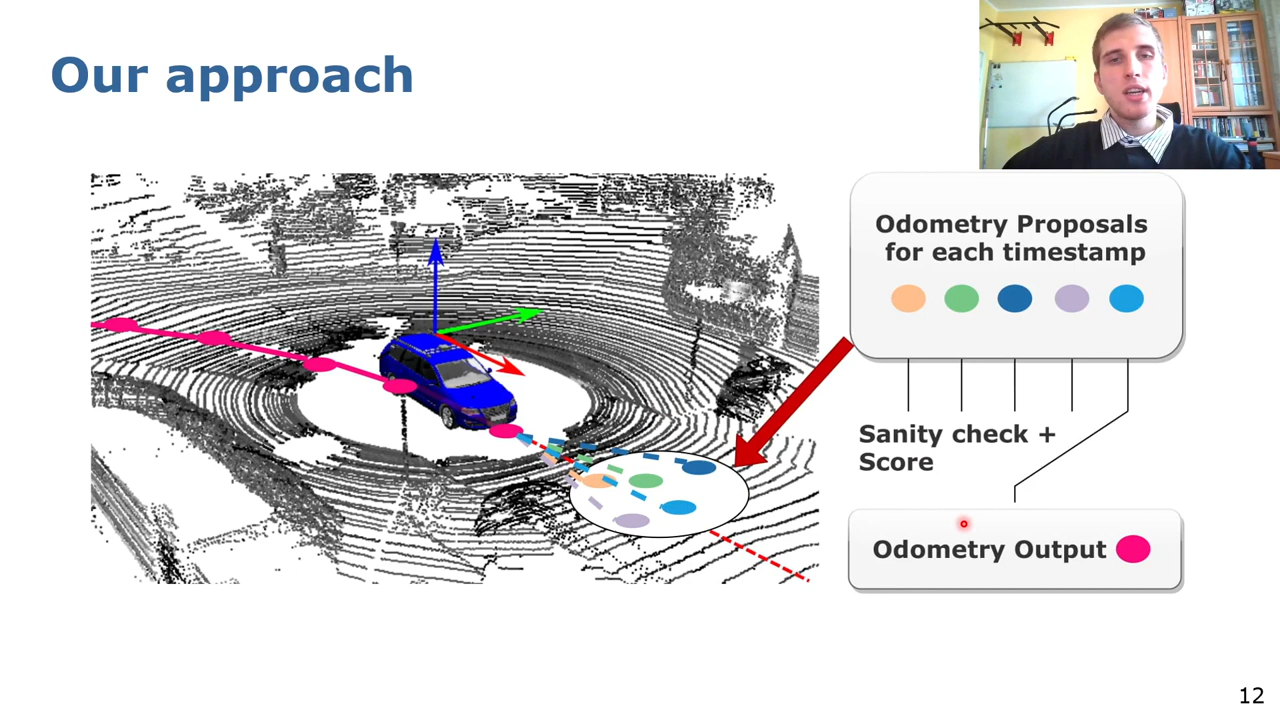 Our approach
Odometry Proposals
for each timestamp
Sanity check +
Score
Odometry Output
12